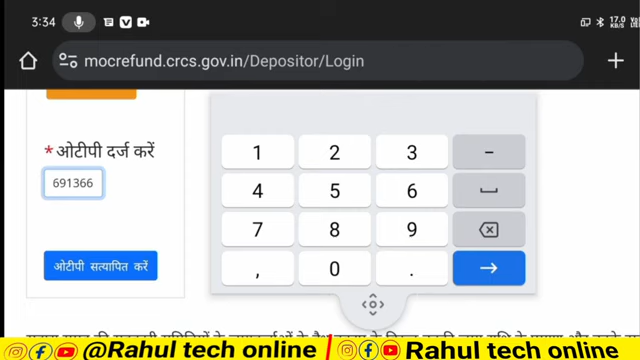 3:34
17.0
KB/S
mocrefund.crcs.gov.in/Depositor/Login
*ओटीपी दर्ज करें
691366
ओटीपी सत्यापित करें
1 2 3 −
4 5 6
7 8 9
, 0 .
@Rahul tech online
Rahul tech online